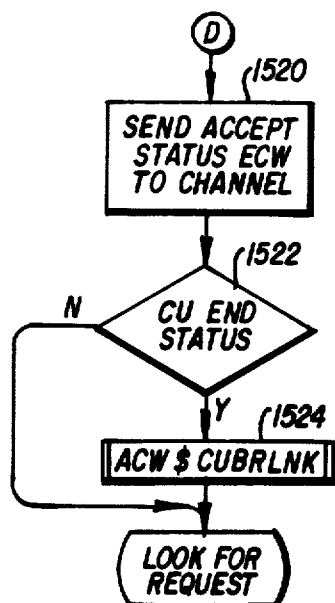 D
1520
SEND ACCEPT
STATUS ECW
TO CHANNEL
1522
CU END
STATUS
N
Y
1524
ACW $ CUBRLNK
LOOK FOR
REQUEST